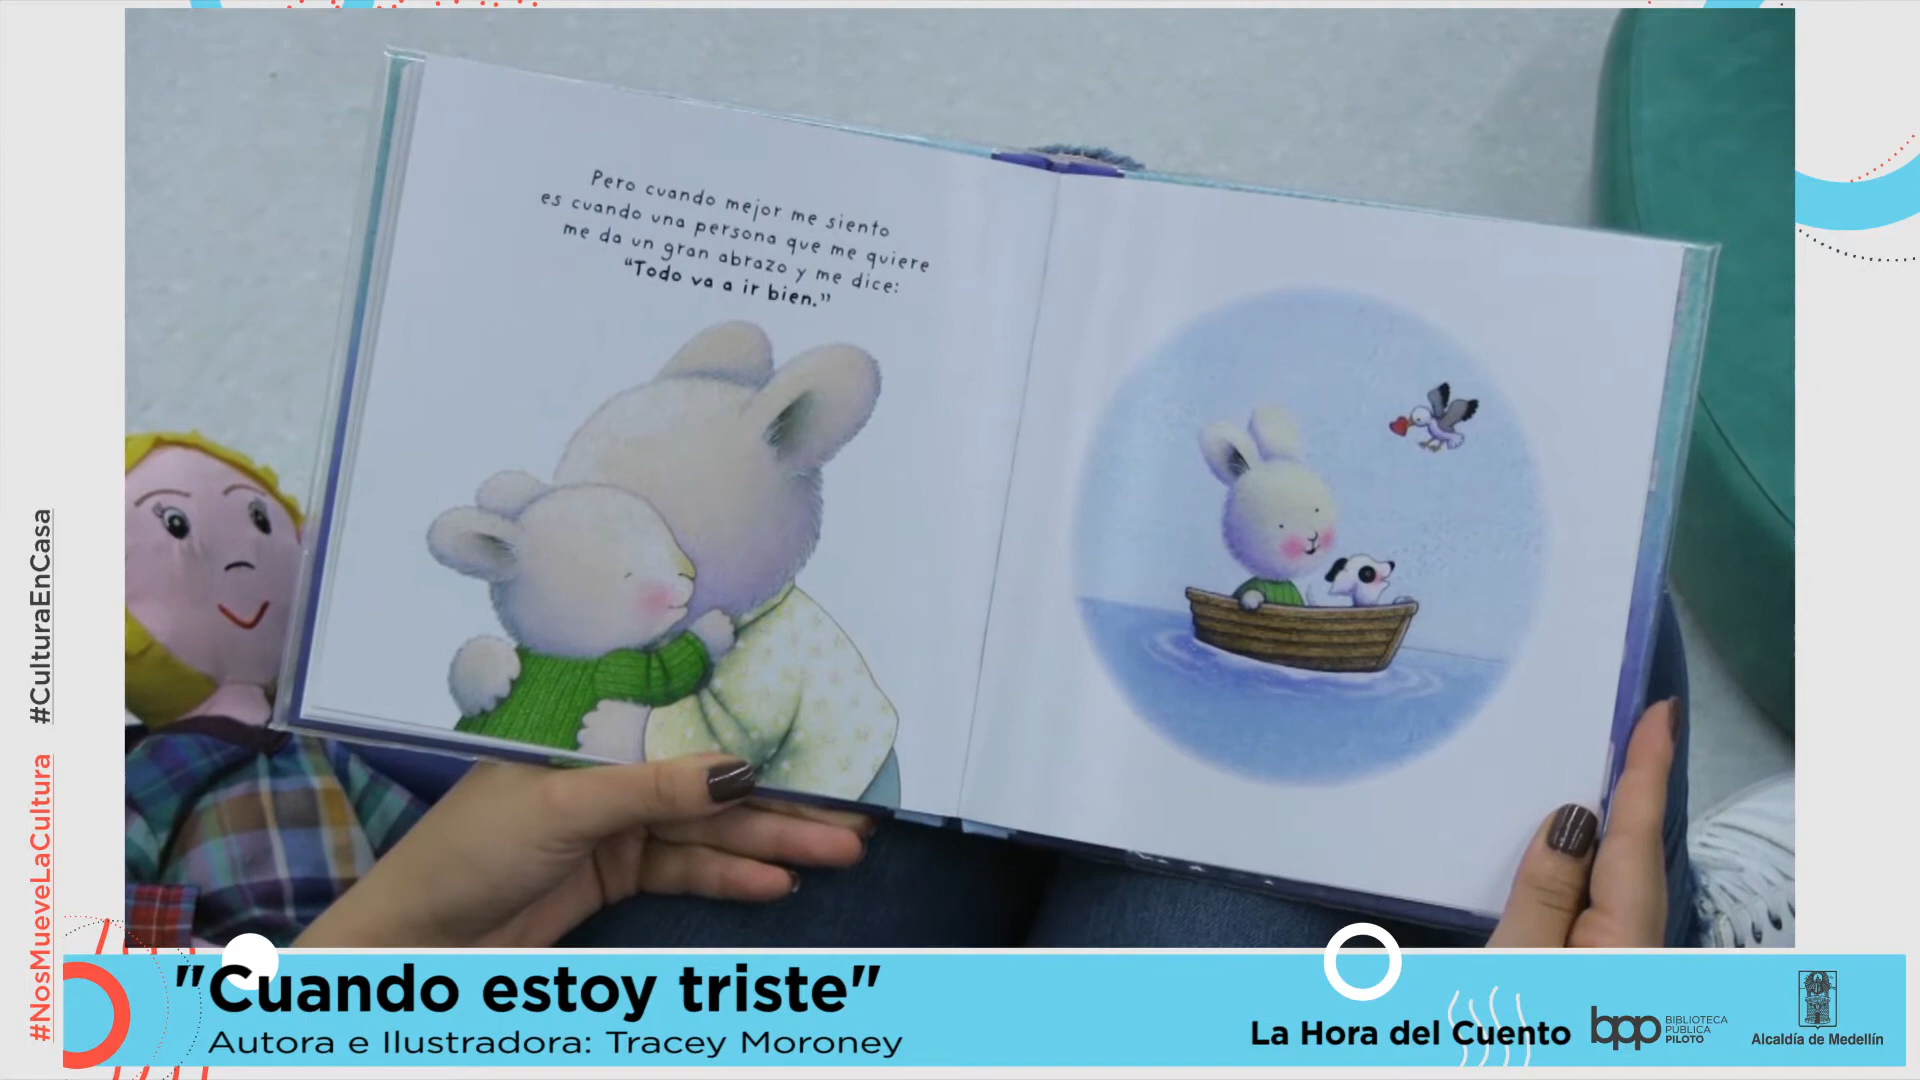 Pero cuando mejor me siento
es cuando una persona que me quiere
me da un gran abrazo y me dice:
“Todo va a ir bien.”
#NosMueveLaCultura #CulturaEnCasa
"Cuando estoy triste"
Autora e Ilustradora: Tracey Moroney
La Hora del Cuento
bpp
BIBLIOTECA
PÚBLICA
PILOTO
Alcaldía de Medellín